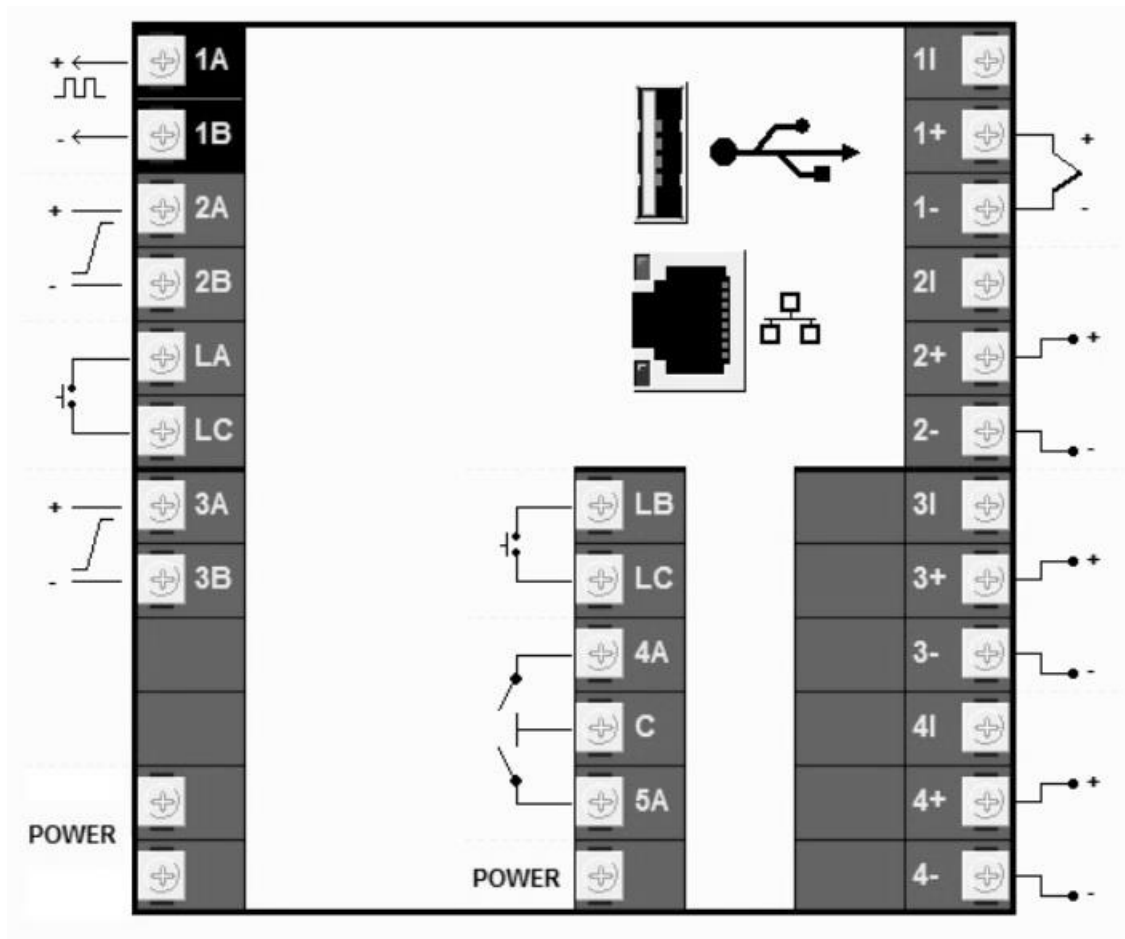 +
1A
-
1B
+
2A
-
2B
LA
LC
+
3A
-
3B
POWER
LB
LC
4A
C
5A
POWER
1I
1+
+
1-
-
2I
2+
+
2-
-
3I
3+
+
3-
-
4I
4+
+
4-
-